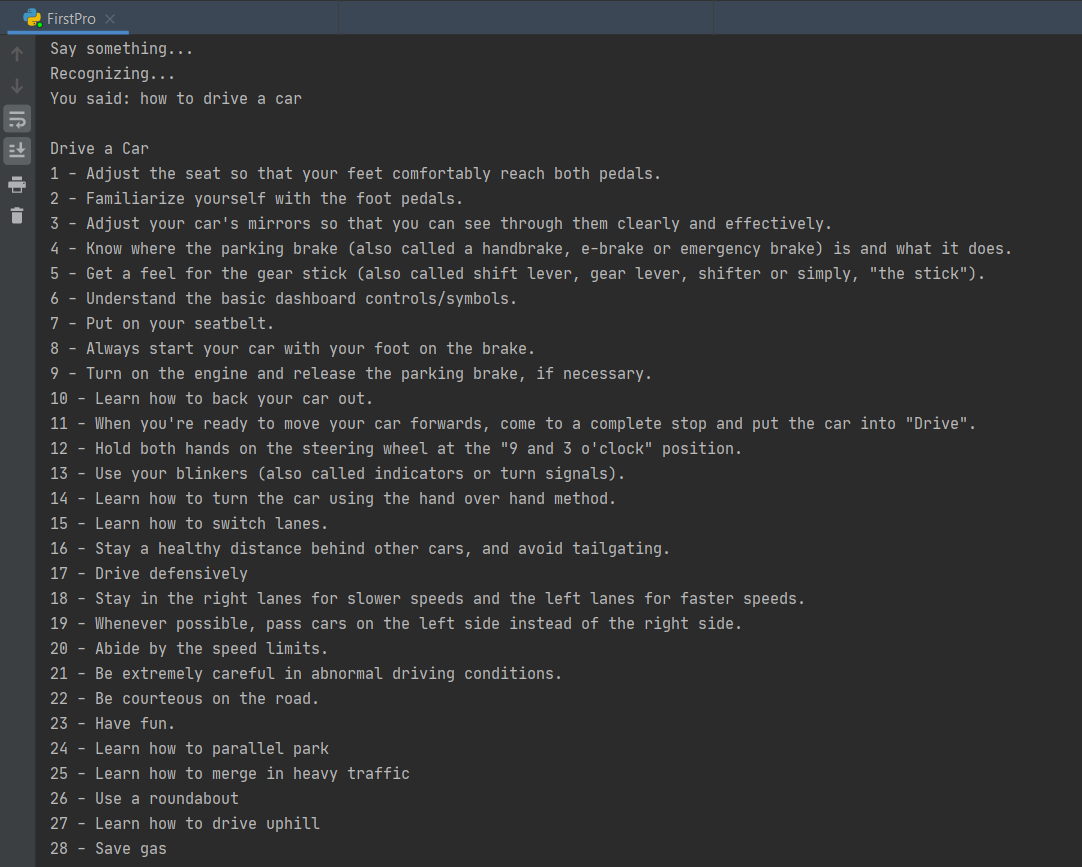 FirstPro
Say something...
Recognizing...
You said: how to drive a car
Drive a Car
1 - Adjust the seat so that your feet comfortably reach both pedals.
2 - Familiarize yourself with the foot pedals.
3 - Adjust your car's mirrors so that you can see through them clearly and effectively.
4 - Know where the parking brake (also called a handbrake, e-brake or emergency brake) is and what it does.
5 - Get a feel for the gear stick (also called shift lever, gear lever, shifter or simply, "the stick").
6 - Understand the basic dashboard controls/symbols.
7 - Put on your seatbelt.
8 - Always start your car with your foot on the brake.
9 - Turn on the engine and release the parking brake, if necessary.
10 - Learn how to back your car out.
11 - When you're ready to move your car forwards, come to a complete stop and put the car into "Drive".
12 - Hold both hands on the steering wheel at the "9 and 3 o'clock" position.
13 - Use your blinkers (also called indicators or turn signals).
14 - Learn how to turn the car using the hand over hand method.
15 - Learn how to switch lanes.
16 - Stay a healthy distance behind other cars, and avoid tailgating.
17 - Drive defensively
18 - Stay in the right lanes for slower speeds and the left lanes for faster speeds.
19 - Whenever possible, pass cars on the left side instead of the right side.
20 - Abide by the speed limits.
21 - Be extremely careful in abnormal driving conditions.
22 - Be courteous on the road.
23 - Have fun.
24 - Learn how to parallel park
25 - Learn how to merge in heavy traffic
26 - Use a roundabout
27 - Learn how to drive uphill
28 - Save gas